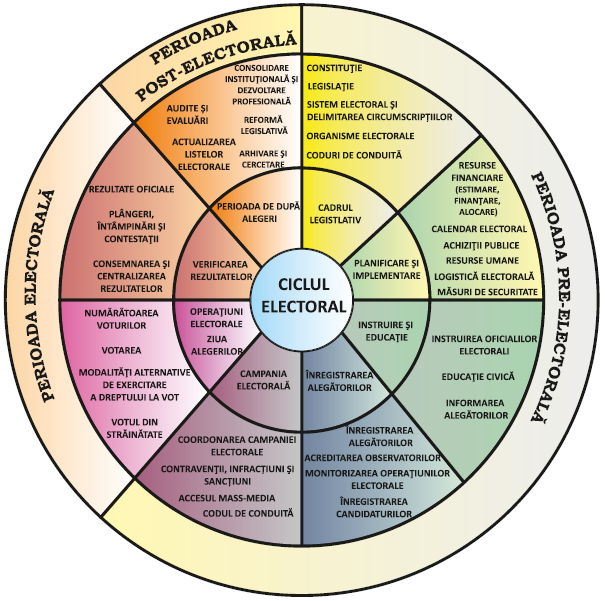 PERIOADA
POST-ELECTORALĂ
PERIOADA PRE-ELECTORALĂ
PERIOADA ELECTORALĂ
CICLUL
ELECTORAL
CADRUL
LEGISLATIV
CONSTITUȚIE
LEGISLAȚIE
SISTEM ELECTORAL ȘI
DELIMITAREA CIRCUMSCRIPȚIILOR
ORGANISME ELECTORALE
CODURI DE CONDUITĂ
PLANIFICARE ȘI
IMPLEMENTARE
RESURSE
FINANCIARE
(ESTIMARE,
FINANȚARE,
ALOCARE)
CALENDAR ELECTORAL
ACHIZIȚII PUBLICE
RESURSE UMANE
LOGISTICĂ ELECTORALĂ
MĂSURI DE SECURITATE
INSTRUIRE ȘI
EDUCAȚIE
INSTRUIREA OFICIALILOR
ELECTORALI
EDUCAȚIE CIVICĂ
INFORMAREA
ALEGĂTORILOR
ÎNREGISTRAREA
ALEGĂTORILOR
ÎNREGISTRAREA
ALEGĂTORILOR
ACREDITAREA OBSERVATORILOR
MONITORIZAREA OPERAȚIUNILOR
ELECTORALE
ÎNREGISTRAREA
CANDIDATURILOR
CAMPANIA
ELECTORALĂ
COORDONAREA CAMPANIEI
ELECTORALE
CONTRAVENȚII, INFRACȚIUNI ȘI
SANCȚIUNI
ACCESUL MASS-MEDIA
CODUL DE CONDUITĂ
OPERAȚIUNI
ELECTORALE
ZIUA
ALEGERILOR
NUMĂRĂTOAREA
VOTURILOR
VOTAREA
MODALITĂȚI ALTERNATIVE
DE EXERCITARE
A DREPTULUI LA VOT
VOTUL DIN
STRĂINĂTATE
VERIFICAREA
REZULTATELOR
REZULTATE OFICIALE
PLÂNGERI,
ÎNTÂMPINĂRI ȘI
CONTESTAȚII
CONSEMNAREA ȘI
CENTRALIZAREA
REZULTATELOR
PERIOADA DE DUPĂ
ALEGERI
CONSOLIDARE
INSTITUȚIONALĂ ȘI
DEZVOLTARE
PROFESIONALĂ
AUDITE ȘI
EVALUĂRI
REFORMĂ
LEGISLATIVĂ
ACTUALIZAREA
LISTELOR
ELECTORALE
ARHIVARE ȘI
CERCETARE